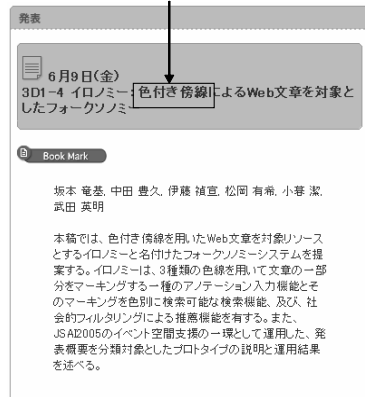 発表
6月9日(金)
3D1-4 イロノミー:色付き傍線によるWeb文章を対象と
したフォークソノミー
Book Mark
坂本 竜基, 中田 豊久, 伊藤 禎宣, 松岡 有希, 小暮 潔,
武田 英明
本稿では、色付き傍線を用いたWeb文章を対象リソース
とするイロノミーと名付けたフォークソノミーシステムを提
案する。イロノミーは、3種類の色線を用いて文章の一部
分をマーキングする一種のアノテーション入力機能とそ
のマーキングを色別に検索可能な検索機能、及び、社
会的フィルタリングによる推薦機能を有する。また、
JSAI2005のイベント空間支援の一環として運用した、発
表概要を分類対象としたプロトタイプの説明と運用結果
を述べる。